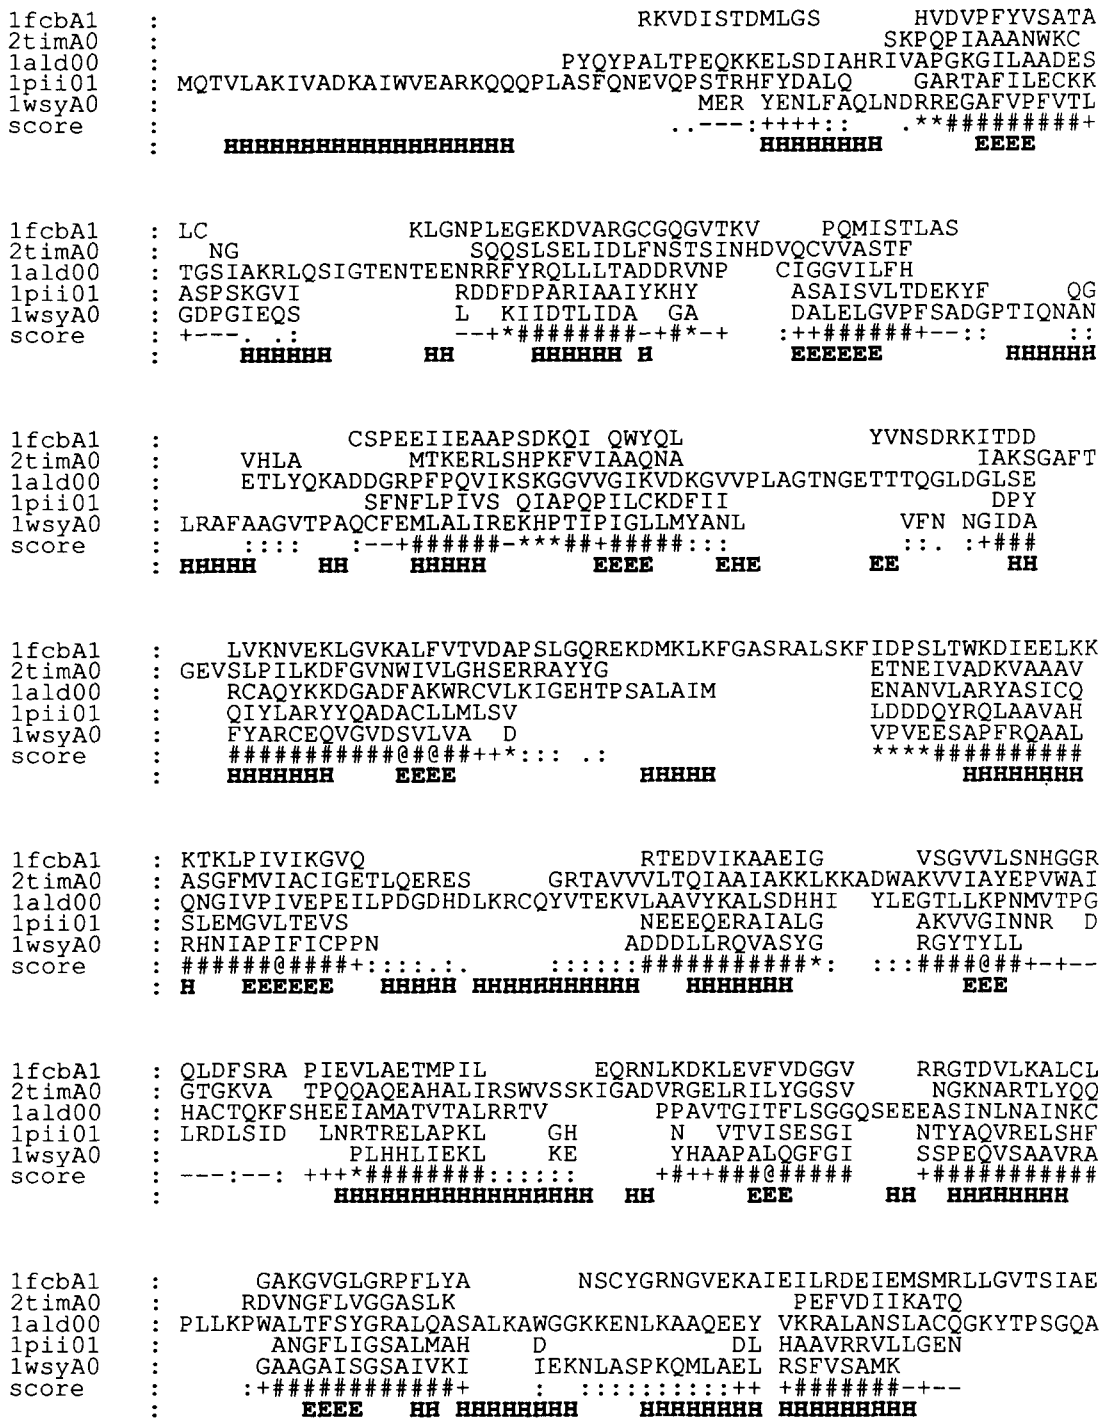 1fcbA1 : RKVDISTDMLGS HVDVPFYVSATA
2timA0 : SKPQPIAAANWKC
1ald00 : PYQYPALTPEQKKELSDIAHRIVAPGKGILAADES
1pii01 : MQTVLAKIVADKAIWVEARKQQQPLASFQNEVQPSTRHFYDALQ GARTAFILECKK
1wsyA0 : MER YENLFAQLNDRREGAFVPFVTL
score : ..---:++++:: .**#########+
: HHHHHHHHHHHHHHHHHHH HHHHHHHH EEEE
1fcbA1 : LC KLGNPLEGEKDVARGCGQGVTKV PQMISTLAS
2timA0 : NG SQQSLSELIDLFNSTSINHDVQCVVASTF
1ald00 : TGSIAKRLQSIGTENTEENRRFYRQLLLTADDRVNP CIGGVILFH
1pii01 : ASPSKGVI RDDFDPARIAAIYKHY ASAISVLTDEKYF QG
1wsyA0 : GDPGIEQS L KIIDTLIDA GA DALELGVPFSADGPTIQNAN
score : +---. .: --+*########-+#*-+ :++#######+--:: ::
: HHHHHH HH HHHHHH H EEEEEE HHHHHH
1fcbA1 : CSPEEIIEAAPSDKQI QWYQL YVNSDRKITDD
2timA0 : VHLA MTKERLSHPKFVIAAQNA IAKSGAFT
1ald00 : ETLYQKADDGRPFPQVIKSKGGVVGIKVDKGVVPLAGTNGETTTQGLDGLSE
1pii01 : SFNFLPIVS QIAPQPILCKDFII DPY
1wsyA0 : LRAFAAGVTPAQCFEMLALIREKHPTIPIGLLMYANL VFN NGIDA
score : :::: :--+######-***##+#####::: ::. :+###
: HHHHH HH HHHHH EEEE EHE EE HH
1fcbA1 : LVKNVEKLGVKALFVTVDAPSLGQREKDMKLKFGASRALSKFIDPSLTWKDIEELKK
2timA0 : GEVSLPILKDFGVNWIVLGHSERRAYYG ETNEIVADKVAAAV
1ald00 : RCAQYKKDGADFAKWRCVLKIGEHTPSALAIM ENANVLARYASICQ
1pii01 : QIYLARYYQADACLLMLSV LDDDQYRQLAAVAH
1wsyA0 : FYARCEQVGVDSVLVA D VPVEESAPFRQAAL
score : ###########@#@##++*::: .: ****##########
: HHHHHHH EEEE HHHHH HHHHHHHH
1fcbA1 : KTKLPIVIKGVQ RTEDVIKAAEIG VSGVVLSNHGGR
2timA0 : ASGFMVIACIGETLQERES GRTAVVVLTQIAAIAKKLKKADWAKVVIAYEPVWAI
1ald00 : QNGIVPIVEPEILPDGDHDLKRCQYVTEKVLAAVYKALSDHHI YLEGTLLKPNMVTPG
1pii01 : SLEMGVLTEVS NEEEQERAIALG AKVVGINNR D
1wsyA0 : RHNIAPIFICPPN ADDDLLRQVASYG RGYTYLL
score : ######@####+::::.:. ::::::###########*: :::####@##+-+--
: H EEEEEE HHHHH HHHHHHHHHHH HHHHHHH EEE
1fcbA1 : QLDFSRA PIEVLAETMPIL EQRNLKDKLEVFVDGGV RRGTDVLKALCL
2timA0 : GTGKVA TPQQAQEAHALIRSWVSSKIGADVRGELRILYGGSV NGKNARTLYQQ
1ald00 : HACTQKFSHEEIAMATVTALRRTV PPAVTGITFLSGGQSEEEASINLNAINKC
1pii01 : LRDLSID LNRTRELAPKL GH N VTVISESGI NTYAQVRELSHF
1wsyA0 : PLHHLIEKL KE YHAAPALQGFGI SSPEQVSAAVRA
score : ---:--: +++*########:::::: +#++###@##### +###########
: HHHHHHHHHHHHHHHHH HH EEE HH HHHHHHHH
1fcbA1 : GAKGVGLGRPFLYA NSCYGRNGVEKAIEILRDEIEMSMRLLGVTSIAE
2timA0 : RDVNGFLVGGASLK PEFVDIIKATQ
1ald00 : PLLKPWALTFSYGRALQASALKAWGGKKENLKAAQEEY VKRALANSLACQGKYTPSGQA
1pii01 : ANGFLIGSALMAH D DL HAAVRRVLLGEN
1wsyA0 : GAAGAISGSAIVKI IEKNLASPKQMLAEL RSFVSAMK
score : :+############+ : ::::::::::++ +#######-+--
: EEEE HH HHHHHHHH HHHHHHHH HHHHHHHHH